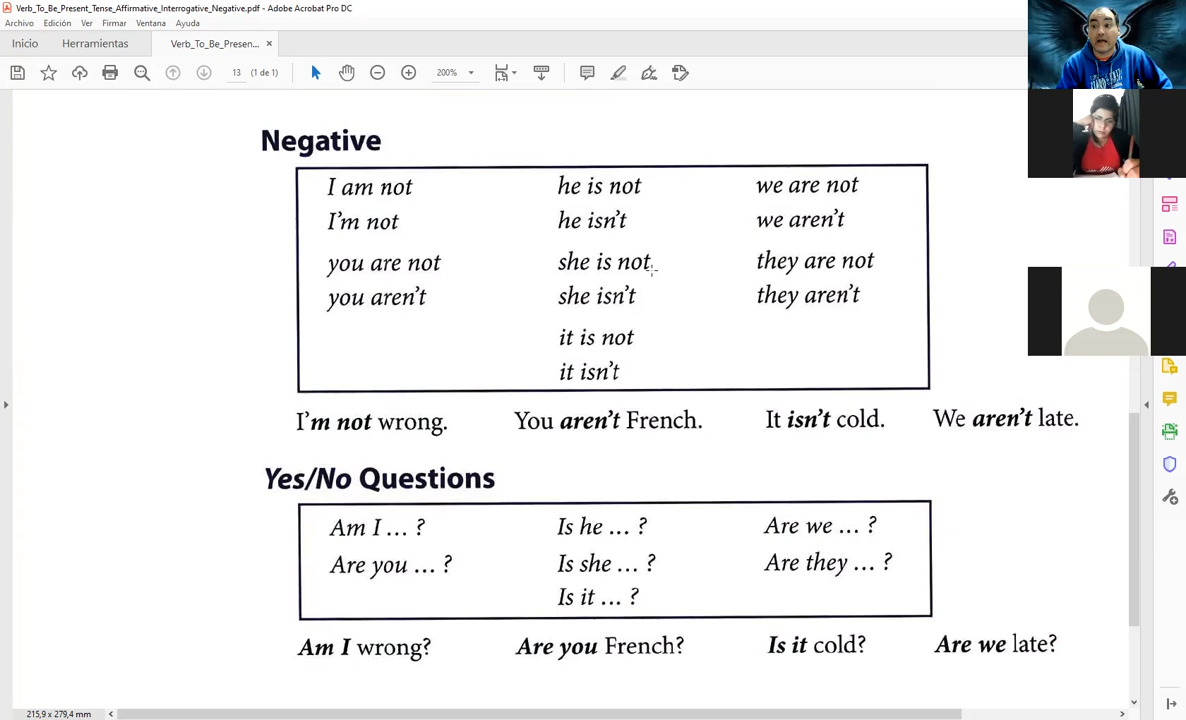 Verb_To_Be_Present_Tense_Affirmative_Interrogative_Negative.pdf - Adobe Acrobat Pro DC
Archivo Edición Ver Firmar Ventana Ayuda
Inicio Herramientas Verb_To_Be_Presen... ×
13 (1 de 1) 200%
Negative
I am not he is not we are not
I'm not he isn't we aren't
you are not she is not they are not
you aren't she isn't they aren't
it is not
it isn't
I'm not wrong. You aren't French. It isn't cold. We aren't late.
Yes/No Questions
Am I ... ? Is he ... ? Are we ... ?
Are you ... ? Is she ... ? Are they ... ?
Is it ... ?
Am I wrong? Are you French? Is it cold? Are we late?
215,9 x 279,4 mm